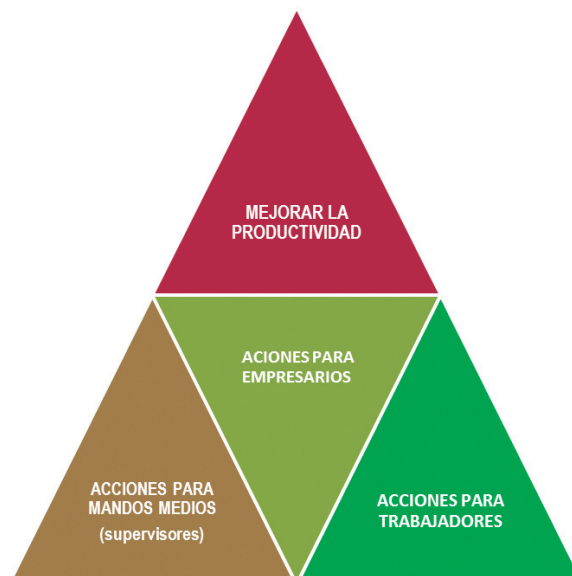 MEJORAR LA
PRODUCTIVIDAD
ACIONES PARA
EMPRESARIOS
ACCIONES PARA
MANDOS MEDIOS
(supervisores)
ACCIONES PARA
TRABAJADORES